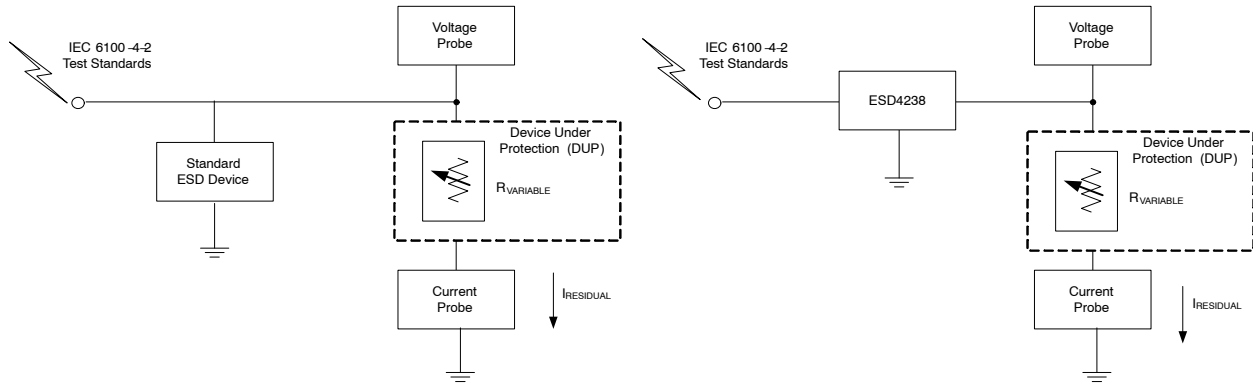 IEC 6100-4-2
Test Standards
Voltage
Probe
Standard
ESD Device
Device Under
Protection (DUP)
RVARIABLE
Current
Probe
IRESIDUAL
IEC 6100-4-2
Test Standards
Voltage
Probe
ESD4238
Device Under
Protection (DUP)
RVARIABLE
Current
Probe
IRESIDUAL